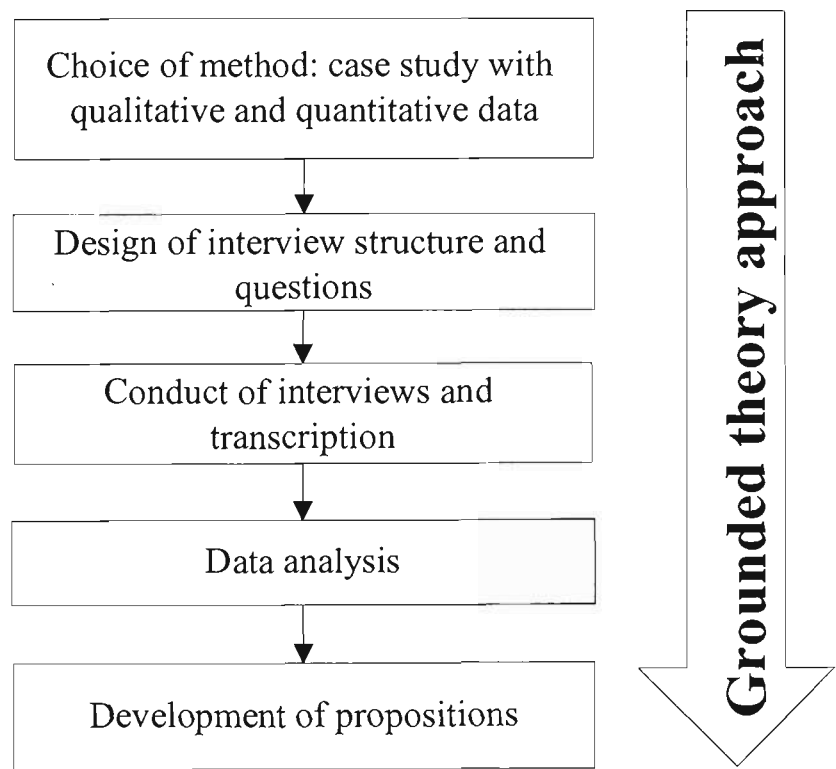 Choice of method: case study with
qualitative and quantitative data
Design of interview structure and
questions
Conduct of interviews and
transcription
Data analysis
Development of propositions
Grounded theory approach